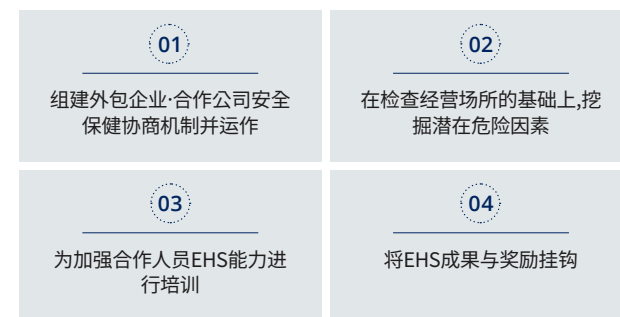 01
组建外包企业·合作公司安全
保健协商机制并运作
02
在检查经营场所的基础上,挖
掘潜在危险因素
03
为加强合作人员EHS能力进
行培训
04
将EHS成果与奖励挂钩